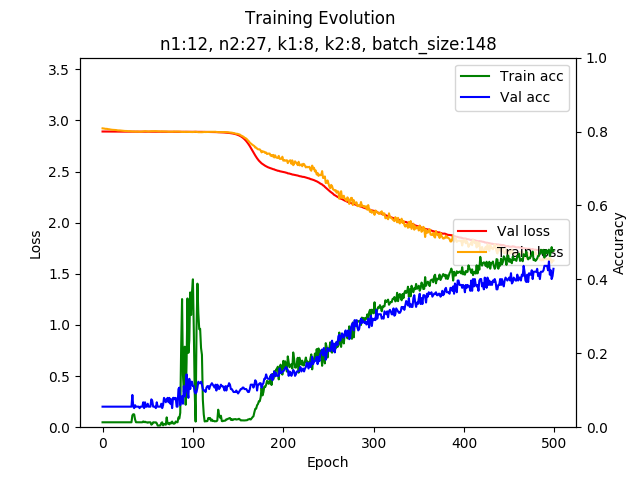 Training Evolution
n1:12, n2:27, k1:8, k2:8, batch_size:148
3.5
3.0
2.5
2.0
1.5
1.0
0.5
0.0
Loss
0
100
200
300
400
500
Epoch
1.0
0.8
0.6
0.4
0.2
0.0
Accuracy
Train acc
Val acc
Val loss
Train loss